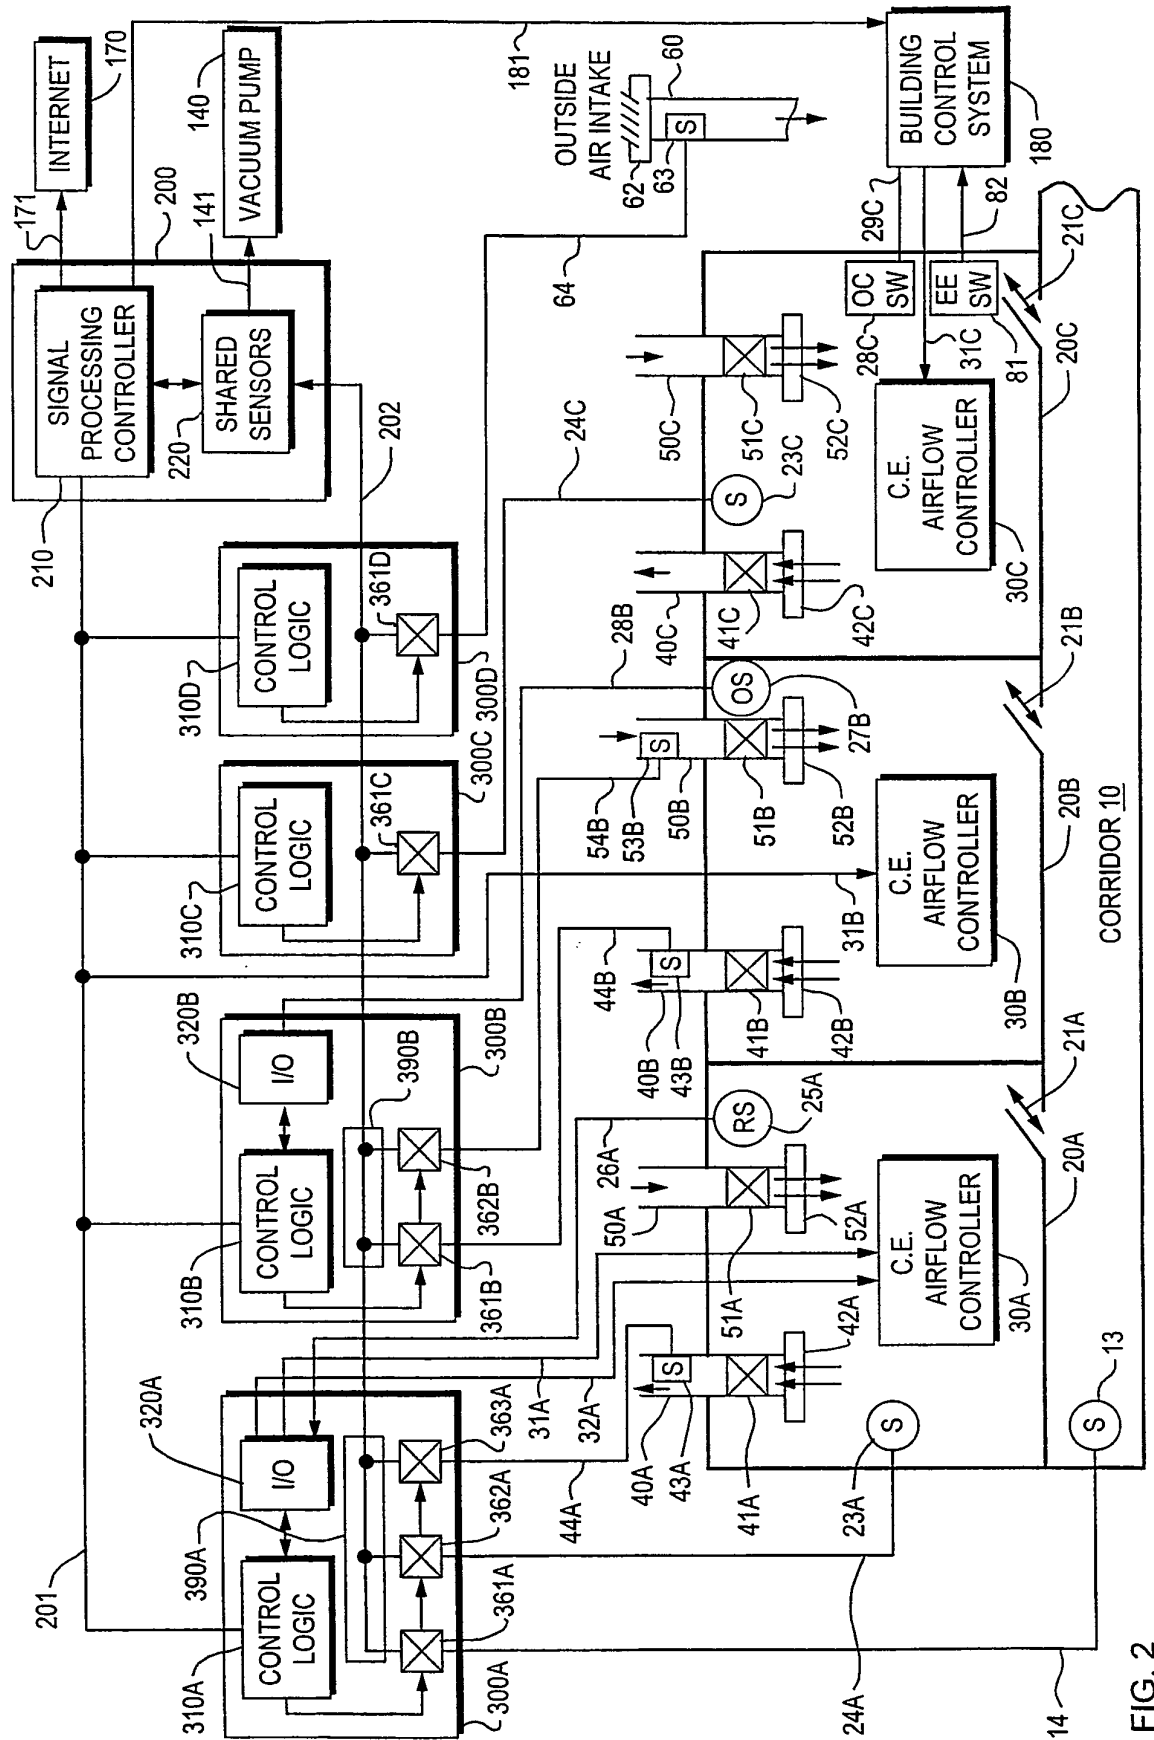 INTERNET
170
171
140
VACUUM PUMP
141
200
SIGNAL
PROCESSING
CONTROLLER
210
220
SHARED
SENSORS
202
181
OUTSIDE
AIR INTAKE
62
63
S
60
64
BUILDING
CONTROL
SYSTEM
180
29C
82
201
310D
CONTROL
LOGIC
361D
300D
310C
CONTROL
LOGIC
361C
300C
320B
I/O
310B
CONTROL
LOGIC
390B
300B
361B
362B
320A
I/O
310A
CONTROL
LOGIC
390A
300A
361A
362A
363A
24C
28B
54B
53B
S
50B
51B
52B
OS
27B
44B
S
40B
43B
41B
42B
31B
C.E.
AIRFLOW
CONTROLLER
30B
20B
21B
50C
51C
52C
S
23C
40C
41C
42C
OC
SW
28C
EE
SW
81
31C
C.E.
AIRFLOW
CONTROLLER
30C
20C
21C
26A
RS
25A
50A
51A
52A
31A
32A
44A
S
40A
43A
41A
42A
C.E.
AIRFLOW
CONTROLLER
30A
20A
21A
S
23A
24A
S
13
14
CORRIDOR 10
FIG. 2